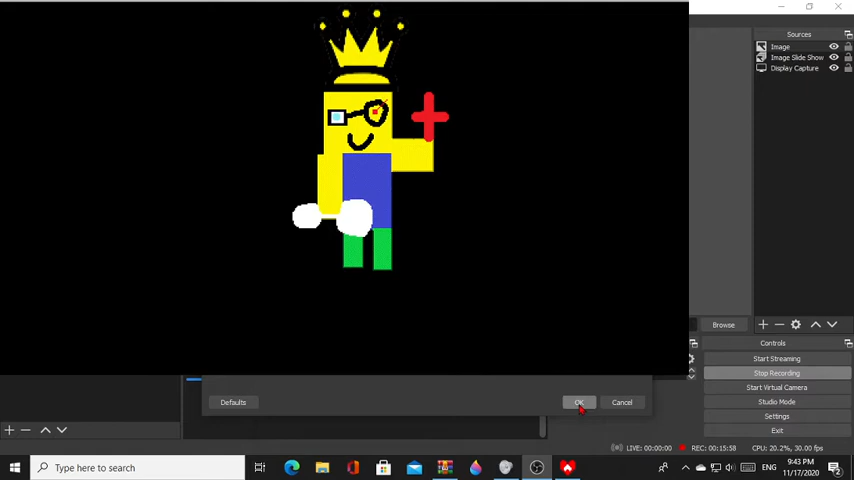 Sources
Image
Image Slide Show
Display Capture
Browse
Controls
Start Streaming
Stop Recording
Start Virtual Camera
Studio Mode
Settings
Exit
Defaults
OK
Cancel
LIVE: 00:00:00
REC: 00:15:58
CPU: 20.2%, 30.00 fps
Type here to search
ENG
9:43 PM
11/17/2020
2